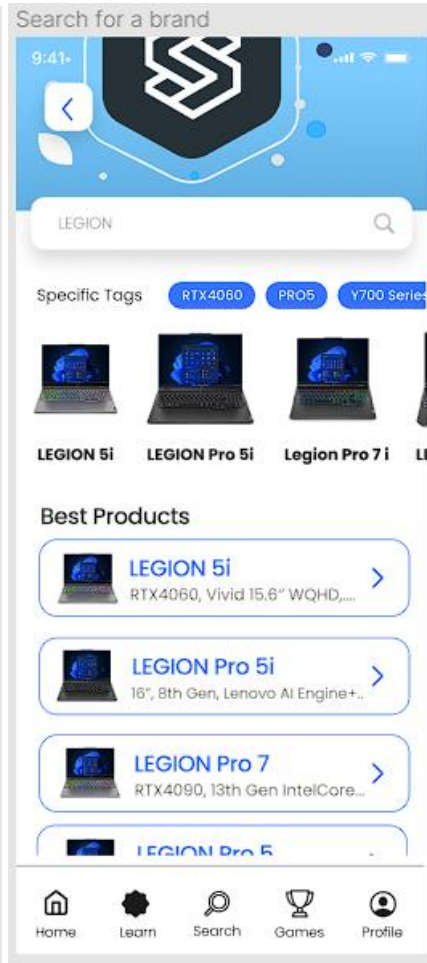 Search for a brand
9:41
LEGION
Specific Tags RTX4060 PRO5 Y700 Series
LEGION 5i LEGION Pro 5i Legion Pro 7 i
Best Products
LEGION 5i
RTX4060, Vivid 15.6” WQHD,....
LEGION Pro 5i
16”, 8th Gen, Lenovo AI Engine+..
LEGION Pro 7
RTX4090, 13th Gen IntelCore...
LEGION Pro 5
Home Learn Search Games Profile